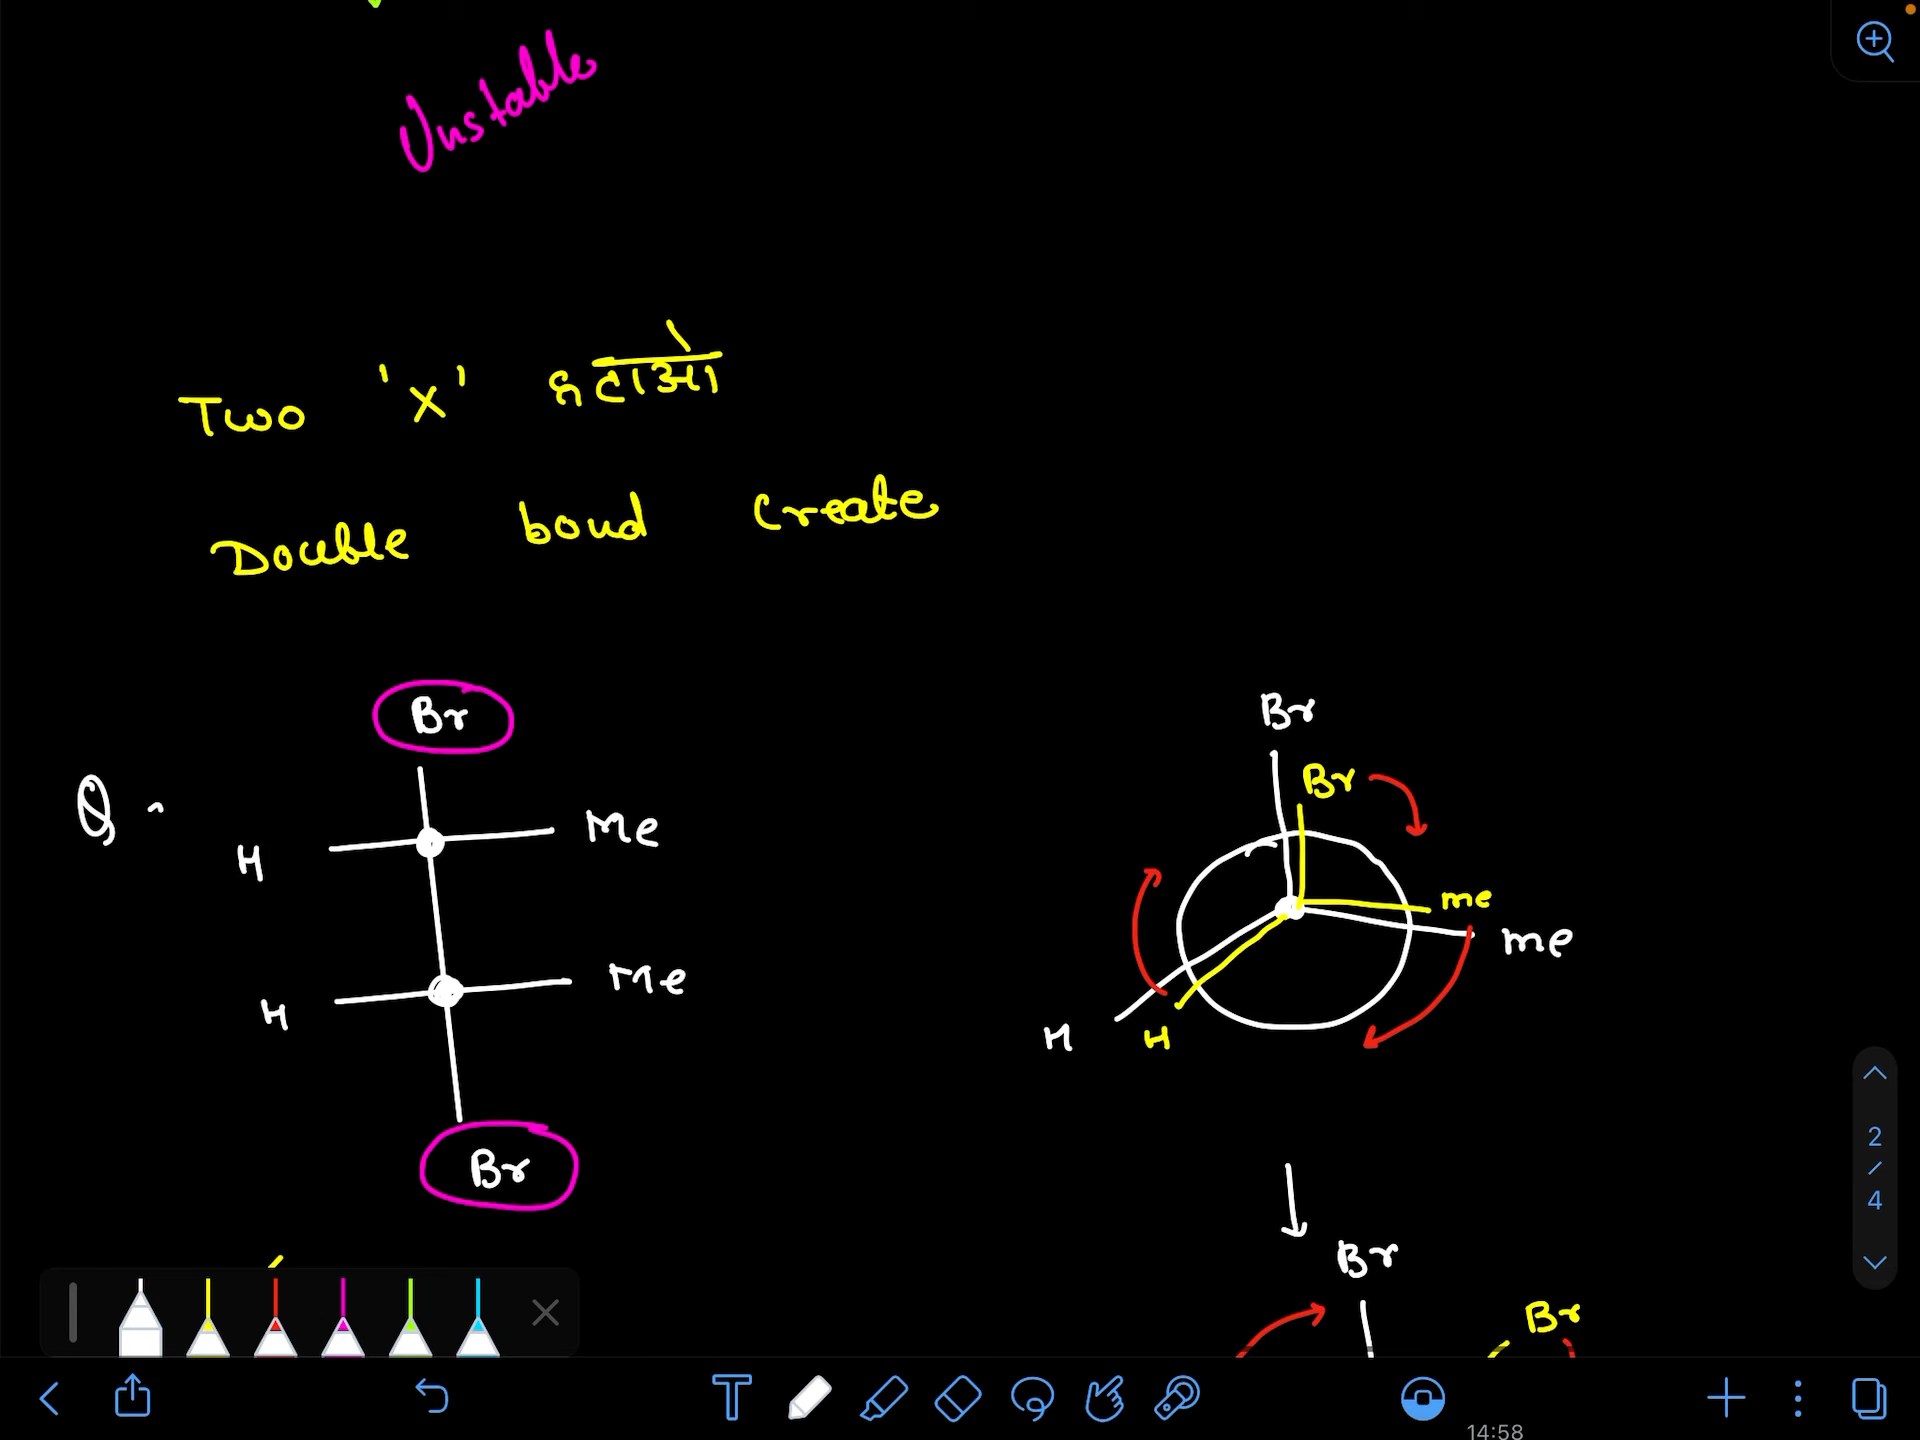 Unstable
Two 'X' हटाओ
Double bond create
Br
Q.
H Me
H Me
Br
Br
Br
me
me
H H
Br
Br
2
/
4
T
14:58